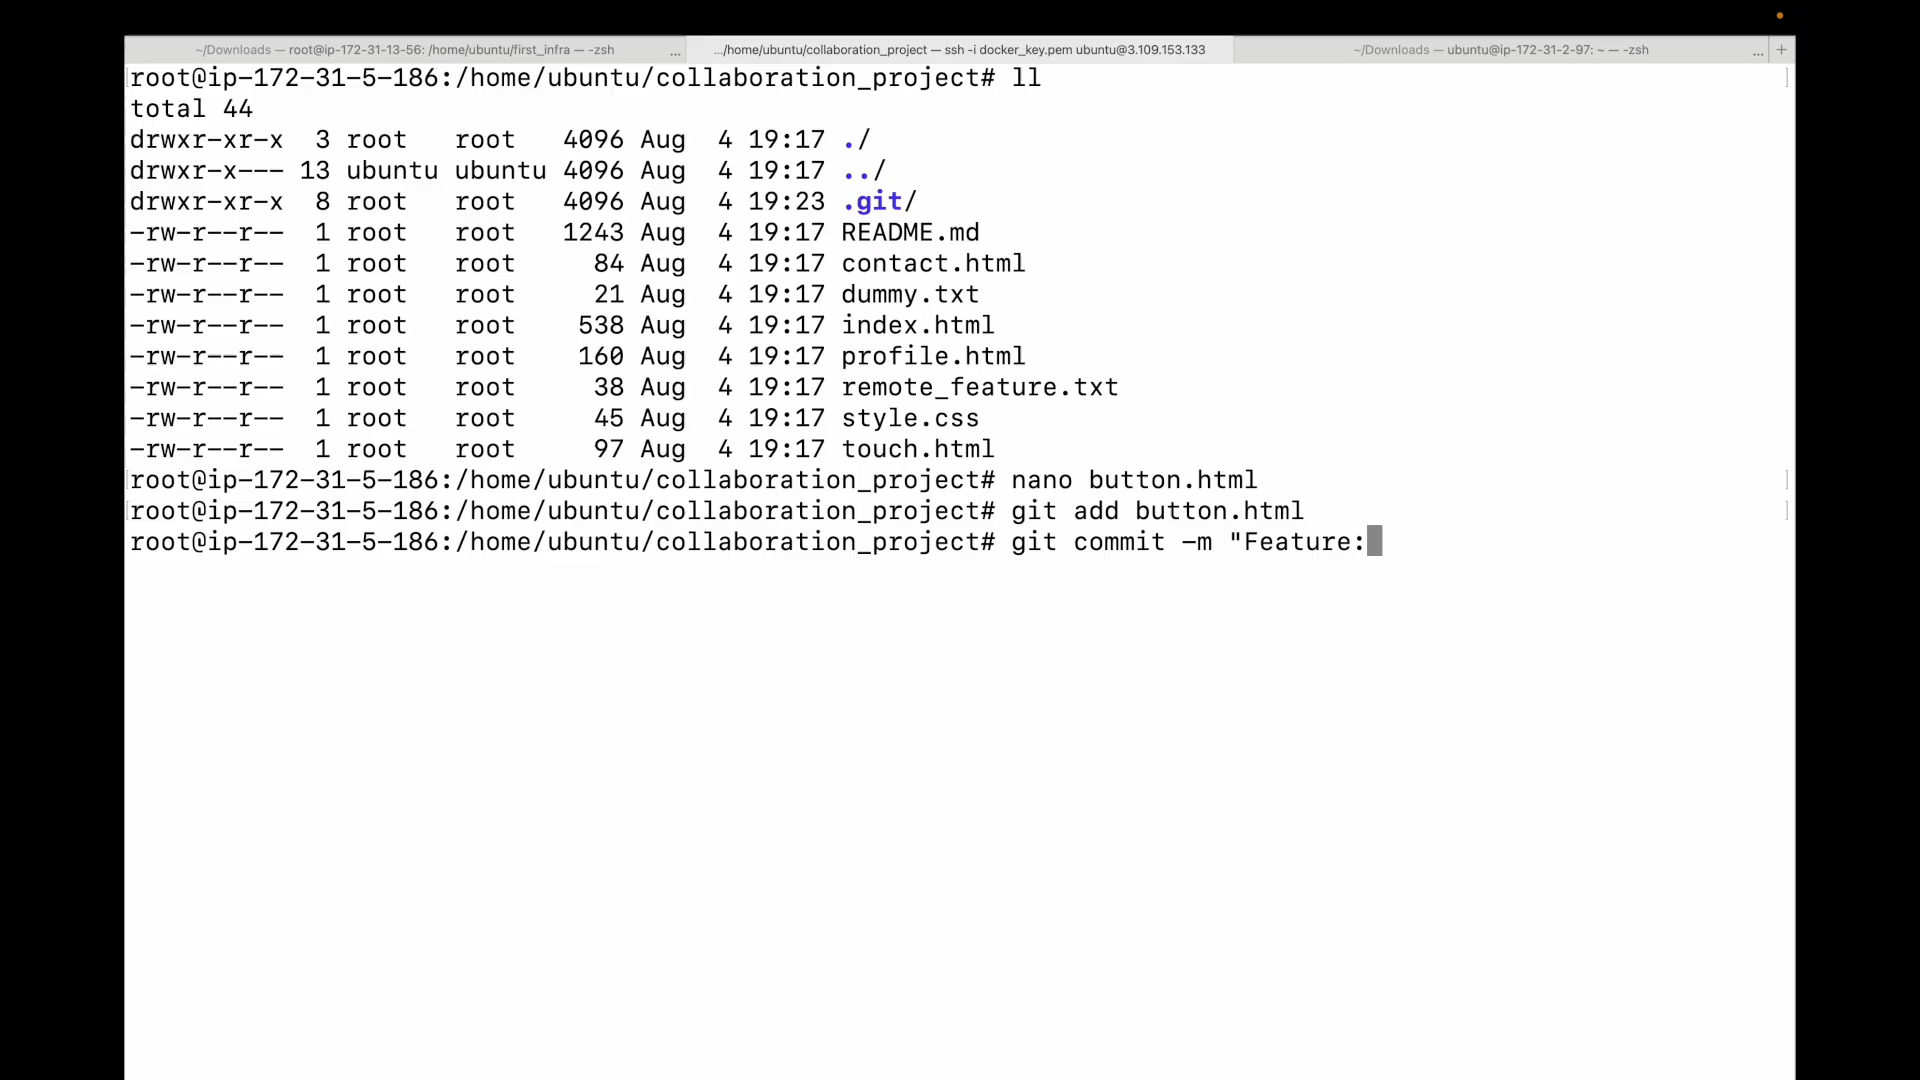 ~/Downloads — root@ip-172-31-13-56: /home/ubuntu/first_infra — -zsh ... .../home/ubuntu/collaboration_project — ssh -i docker_key.pem ubuntu@3.109.153.133 ~/Downloads — ubuntu@ip-172-31-2-97: ~ — -zsh ... +
root@ip-172-31-5-186:/home/ubuntu/collaboration_project# ll
total 44
drwxr-xr-x  3 root   root   4096 Aug  4 19:17 ./
drwxr-x--- 13 ubuntu ubuntu 4096 Aug  4 19:17 ../
drwxr-xr-x  8 root   root   4096 Aug  4 19:23 .git/
-rw-r--r--  1 root   root   1243 Aug  4 19:17 README.md
-rw-r--r--  1 root   root     84 Aug  4 19:17 contact.html
-rw-r--r--  1 root   root     21 Aug  4 19:17 dummy.txt
-rw-r--r--  1 root   root    538 Aug  4 19:17 index.html
-rw-r--r--  1 root   root    160 Aug  4 19:17 profile.html
-rw-r--r--  1 root   root     38 Aug  4 19:17 remote_feature.txt
-rw-r--r--  1 root   root     45 Aug  4 19:17 style.css
-rw-r--r--  1 root   root     97 Aug  4 19:17 touch.html
root@ip-172-31-5-186:/home/ubuntu/collaboration_project# nano button.html
root@ip-172-31-5-186:/home/ubuntu/collaboration_project# git add button.html
root@ip-172-31-5-186:/home/ubuntu/collaboration_project# git commit -m "Feature: